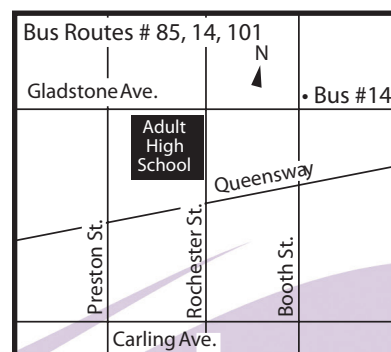 Bus Routes # 85, 14, 101
N
Gladstone Ave.
• Bus #14
Adult
High
School
Queensway
Preston St.
Rochester St.
Booth St.
Carling Ave.